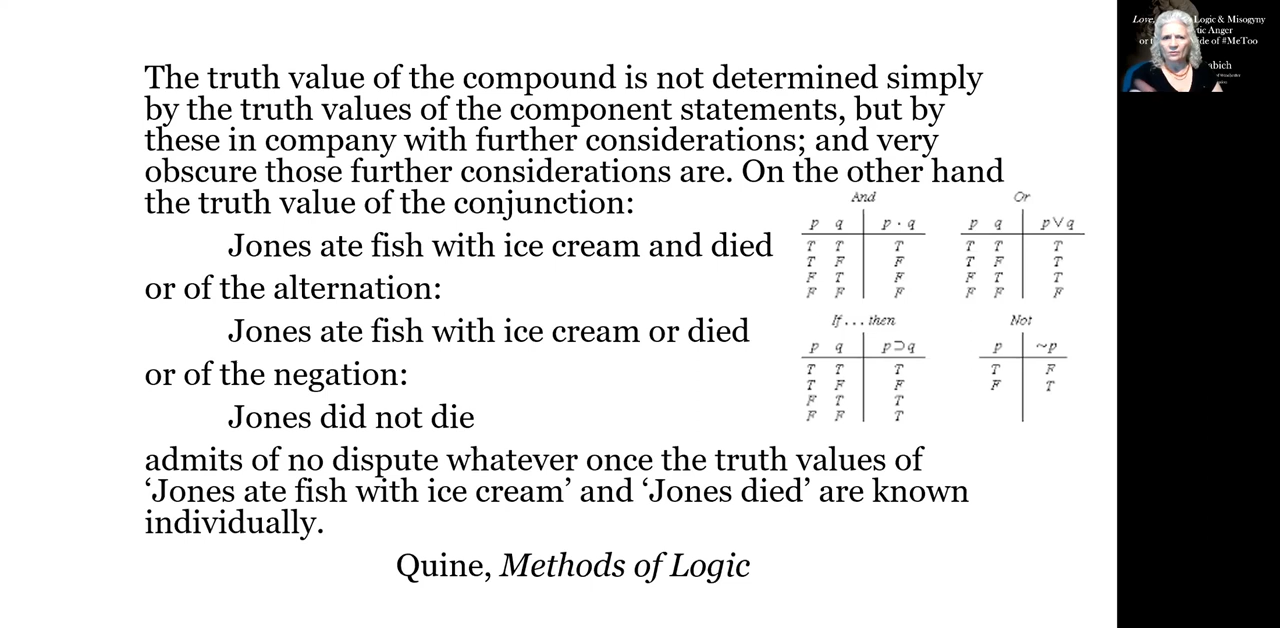 The truth value of the compound is not determined simply
by the truth values of the component statements, but by
these in company with further considerations; and very
obscure those further considerations are. On the other hand
the truth value of the conjunction:
Jones ate fish with ice cream and died
or of the alternation:
Jones ate fish with ice cream or died
or of the negation:
Jones did not die
admits of no dispute whatever once the truth values of
‘Jones ate fish with ice cream’ and ‘Jones died’ are known
individually.
Quine, Methods of Logic
And
p q p · q
T T T
T F F
F T F
F F F
Or
p q p ∨ q
T T T
T F T
F T T
F F F
If . . . then
p q p ⊃ q
T T T
T F F
F T T
F F T
Not
p ~p
T F
F T
Love, Logic & Misogyny
Anger
of #MeToo